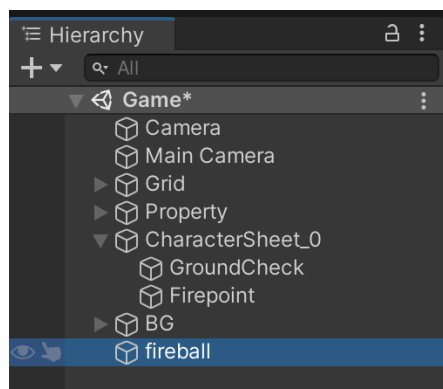 Hierarchy
All
Game*
Camera
Main Camera
Grid
Property
CharacterSheet_0
GroundCheck
Firepoint
BG
fireball